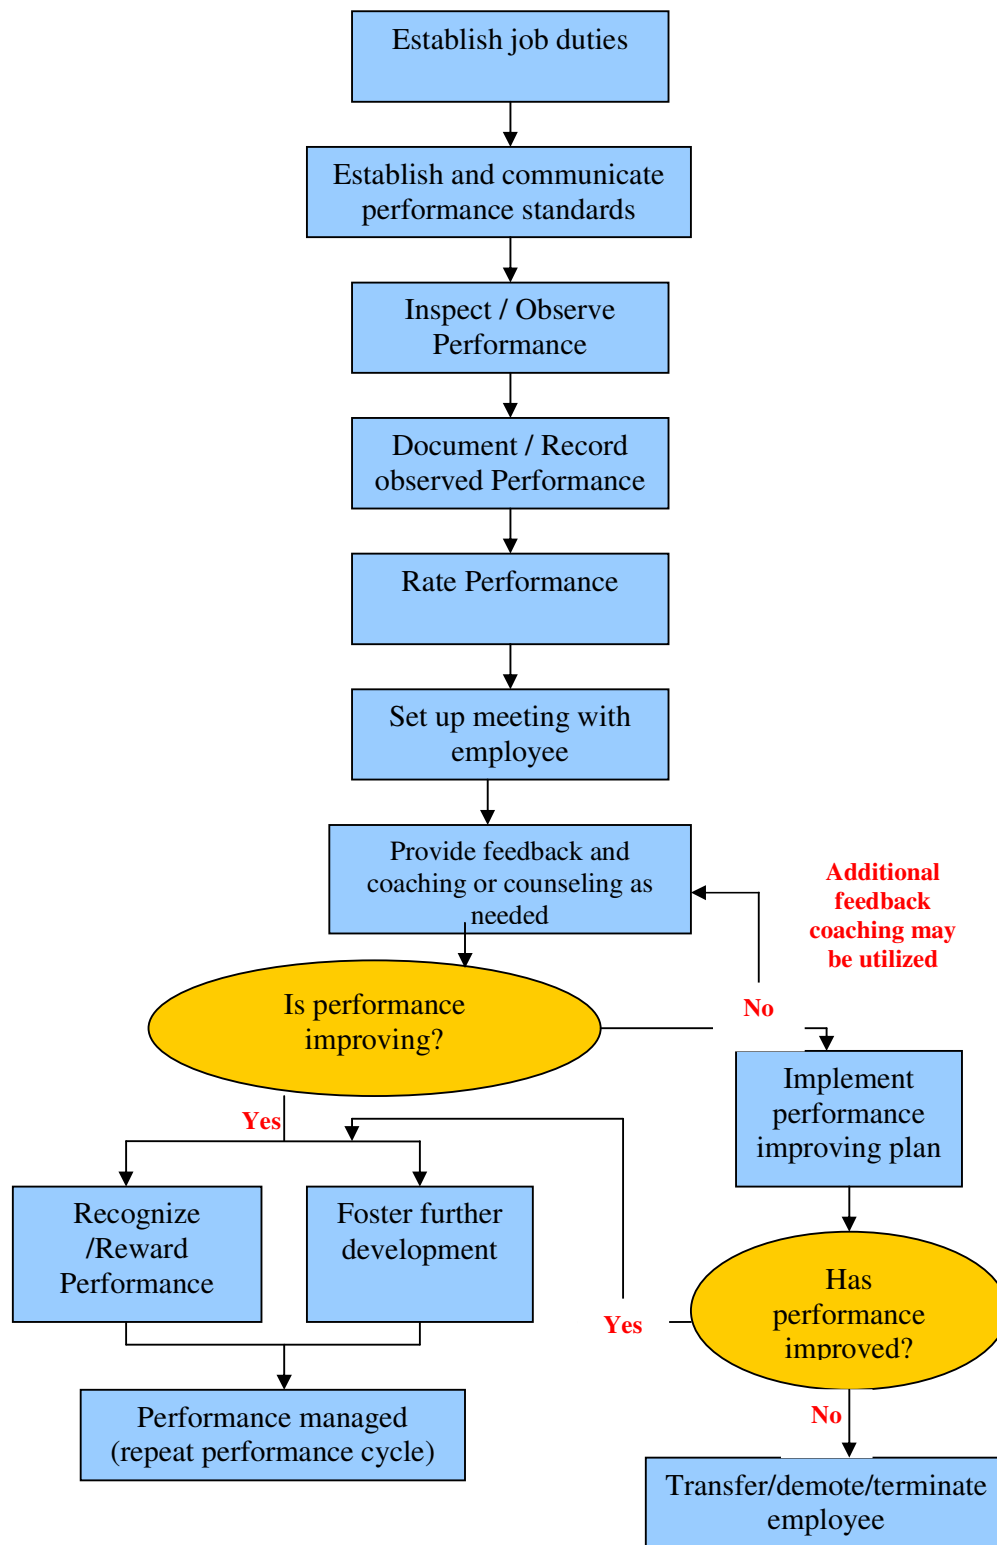 Establish job duties
Establish and communicate
performance standards
Inspect / Observe
Performance
Document / Record
observed Performance
Rate Performance
Set up meeting with
employee
Provide feedback and
coaching or counseling as
needed
Additional
feedback
coaching may
be utilized
No
Is performance
improving?
Implement
performance
improving plan
Yes
Recognize
/Reward
Performance
Foster further
development
Has
performance
improved?
Yes
No
Performance managed
(repeat performance cycle)
Transfer/demote/terminate
employee